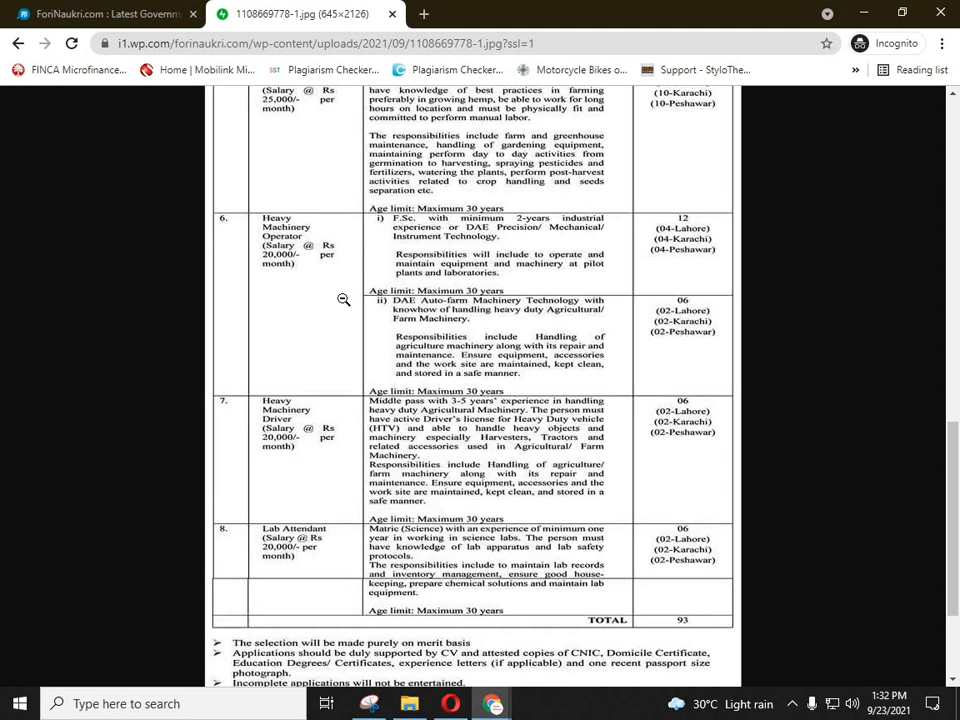 ForiNaukri.com : Latest Governm
1108669778-1.jpg (645×2126)
i1.wp.com/forinaukri.com/wp-content/uploads/2021/09/1108669778-1.jpg?ssl=1
Incognito
FINCA Microfinance...
Home | Mobilink Mi...
SST Plagiarism Checker...
Plagiarism Checker...
Motorcycle Bikes o...
Support - StyloThe...
»
Reading list
(Salary @ Rs
25,000/- per
month)
have knowledge of best practices in farming
preferably in growing hemp, be able to work for long
hours on location and must be physically fit and
committed to perform manual labor.
The responsibilities include farm and greenhouse
maintenance, handling of gardening equipment,
maintaining perform day to day activities from
germination to harvesting, spraying pesticides and
fertilizers, watering the plants, perform post-harvest
activities related to crop handling and seeds
separation etc.
Age limit: Maximum 30 years
(10-Karachi)
(10-Peshawar)
6.
Heavy
Machinery
Operator
(Salary @ Rs
20,000/- per
month)
i) F.Sc. with minimum 2-years industrial
experience or DAE Precision/ Mechanical/
Instrument Technology.
Responsibilities will include to operate and
maintain equipment and machinery at pilot
plants and laboratories.
Age limit: Maximum 30 years
12
(04-Lahore)
(04-Karachi)
(04-Peshawar)
ii) DAE Auto-farm Machinery Technology with
knowhow of handling heavy duty Agricultural/
Farm Machinery.
Responsibilities include Handling of
agriculture machinery along with its repair and
maintenance. Ensure equipment, accessories
and the work site are maintained, kept clean,
and stored in a safe manner.
Age limit: Maximum 30 years
06
(02-Lahore)
(02-Karachi)
(02-Peshawar)
7.
Heavy
Machinery
Driver
(Salary @ Rs
20,000/- per
month)
Middle pass with 3-5 years' experience in handling
heavy duty Agricultural Machinery. The person must
have active Driver's license for Heavy Duty vehicle
(HTV) and able to handle heavy objects and
machinery especially Harvesters, Tractors and
related accessories used in Agricultural/ Farm
Machinery.
Responsibilities include Handling of agriculture/
farm machinery along with its repair and
maintenance. Ensure equipment, accessories and the
work site are maintained, kept clean, and stored in a
safe manner.
Age limit: Maximum 30 years
06
(02-Lahore)
(02-Karachi)
(02-Peshawar)
8.
Lab Attendant
(Salary @ Rs
20,000/- per
month)
Matric (Science) with an experience of minimum one
year in working in science labs. The person must
have knowledge of lab apparatus and lab safety
protocols.
The responsibilities include to maintain lab records
and inventory management, ensure good house-
keeping, prepare chemical solutions and maintain lab
equipment.
Age limit: Maximum 30 years
06
(02-Lahore)
(02-Karachi)
(02-Peshawar)
TOTAL 93
➢ The selection will be made purely on merit basis
➢ Applications should be duly supported by CV and attested copies of CNIC, Domicile Certificate,
Education Degrees/ Certificates, experience letters (if applicable) and one recent passport size
photograph.
➢ Incomplete applications will not be entertained.
Type here to search
30°C Light rain
1:32 PM
9/23/2021